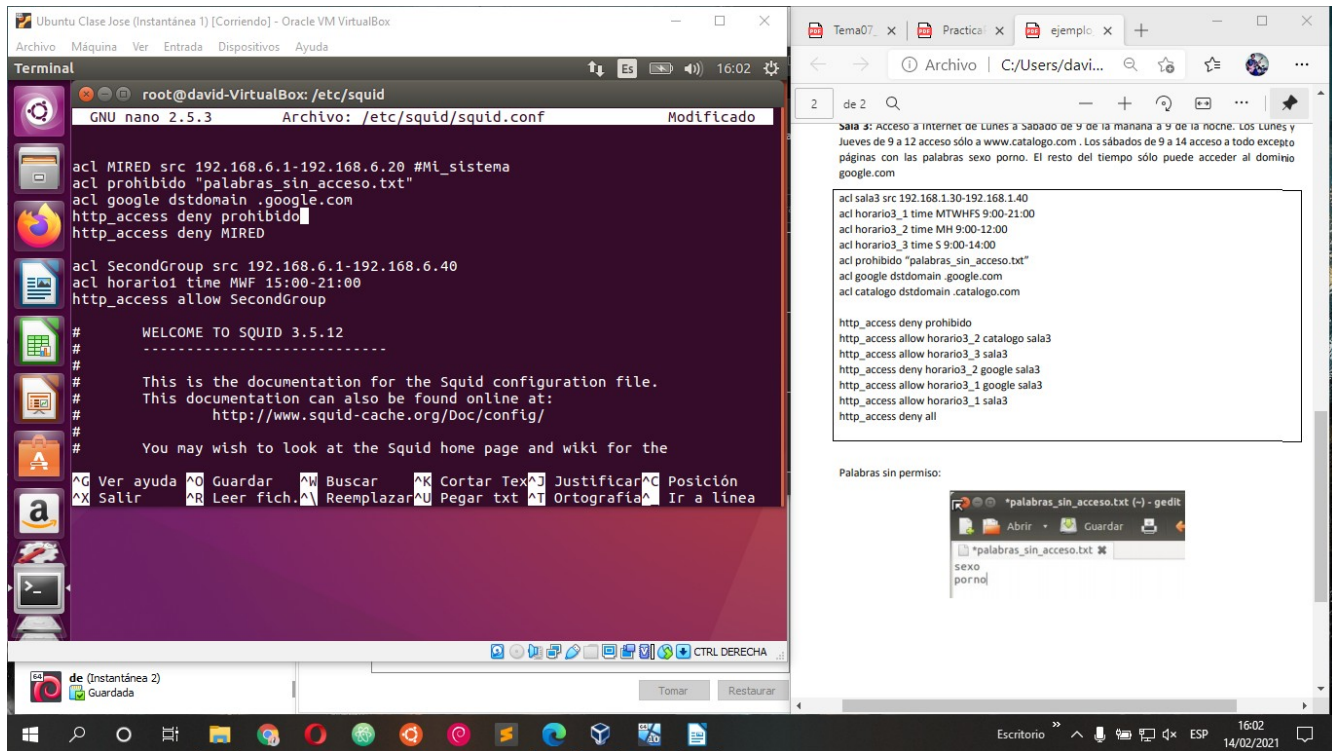 Ubuntu Clase Jose (Instantánea 1) [Corriendo] - Oracle VM VirtualBox
Archivo Máquina Ver Entrada Dispositivos Ayuda
Terminal Es 16:02
root@david-VirtualBox: /etc/squid
GNU nano 2.5.3 Archivo: /etc/squid/squid.conf Modificado
acl MIRED src 192.168.6.1-192.168.6.20 #Mi_sistema
acl prohibido "palabras_sin_acceso.txt"
acl google dstdomain .google.com
http_access deny prohibido
http_access deny MIRED
acl SecondGroup src 192.168.6.1-192.168.6.40
acl horario1 time MWF 15:00-21:00
http_access allow SecondGroup
# WELCOME TO SQUID 3.5.12
# ----------------------------
#
# This is the documentation for the Squid configuration file.
# This documentation can also be found online at:
# http://www.squid-cache.org/Doc/config/
#
# You may wish to look at the Squid home page and wiki for the
^G Ver ayuda ^O Guardar ^W Buscar ^K Cortar Tex^J Justificar^C Posición
^X Salir ^R Leer fich.^\ Reemplazar^U Pegar txt ^T Ortografía^_ Ir a línea
CTRL DERECHA
64
de (Instantánea 2)
Guardada
Tomar Restaurar
Tema07_ Practica ejemplo_
Archivo C:/Users/davi...
2 de 2
Sala 3: Acceso a Internet de Lunes a Sábado de 9 de la mañana a 9 de la noche. Los Lunes y
Jueves de 9 a 12 acceso sólo a www.catalogo.com . Los sábados de 9 a 14 acceso a todo excepto
páginas con las palabras sexo porno. El resto del tiempo sólo puede acceder al dominio
google.com
acl sala3 src 192.168.1.30-192.168.1.40
acl horario3_1 time MTWHFS 9:00-21:00
acl horario3_2 time MH 9:00-12:00
acl horario3_3 time S 9:00-14:00
acl prohibido “palabras_sin_acceso.txt”
acl google dstdomain .google.com
acl catalogo dstdomain .catalogo.com
http_access deny prohibido
http_access allow horario3_2 catalogo sala3
http_access allow horario3_3 sala3
http_access deny horario3_2 google sala3
http_access allow horario3_1 google sala3
http_access allow horario3_1 sala3
http_access deny all
Palabras sin permiso:
*palabras_sin_acceso.txt (~) - gedit
Abrir Guardar
*palabras_sin_acceso.txt
sexo
porno
Escritorio ESP 16:02
14/02/2021